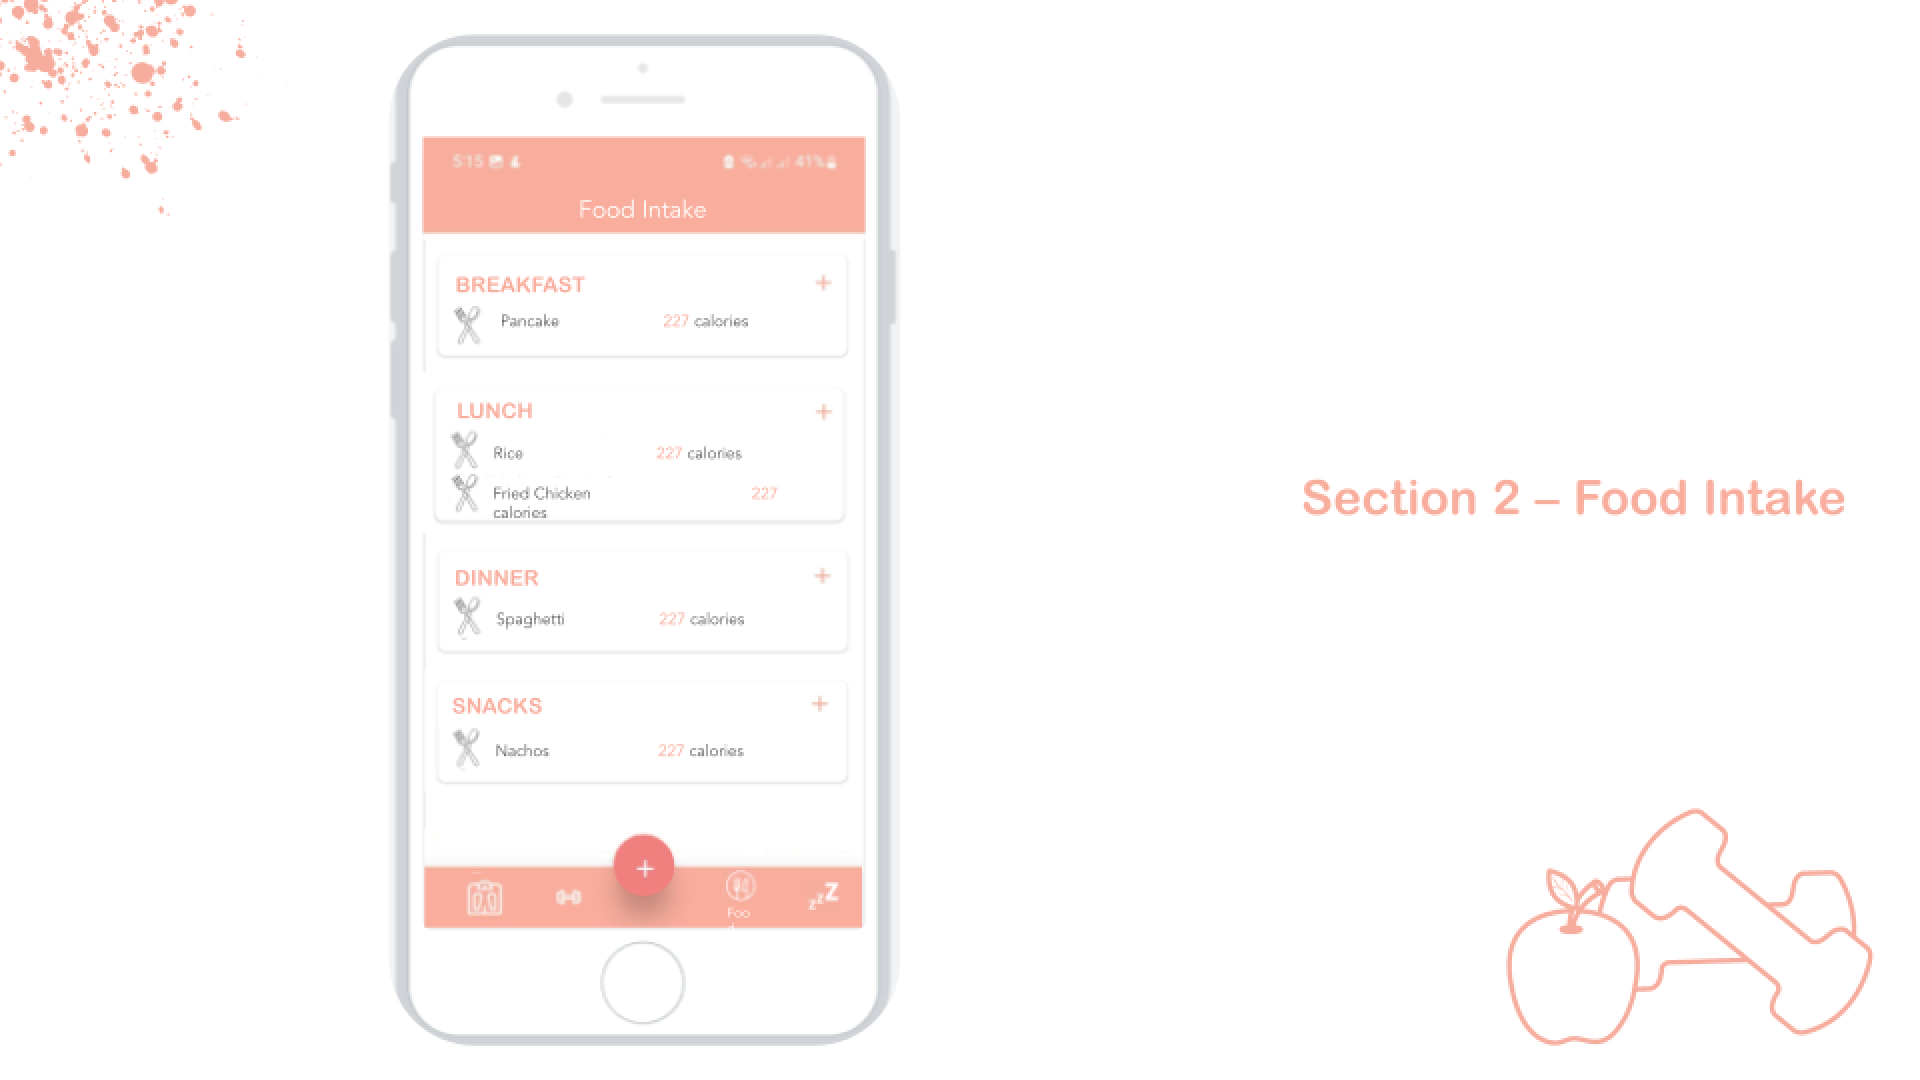 5:15 41%
Food Intake
BREAKFAST +
Pancake 227 calories
LUNCH +
Rice 227 calories
Fried Chicken 227
calories
DINNER +
Spaghetti 227 calories
SNACKS +
Nachos 227 calories
+
zzZ
Foo
Section 2 – Food Intake